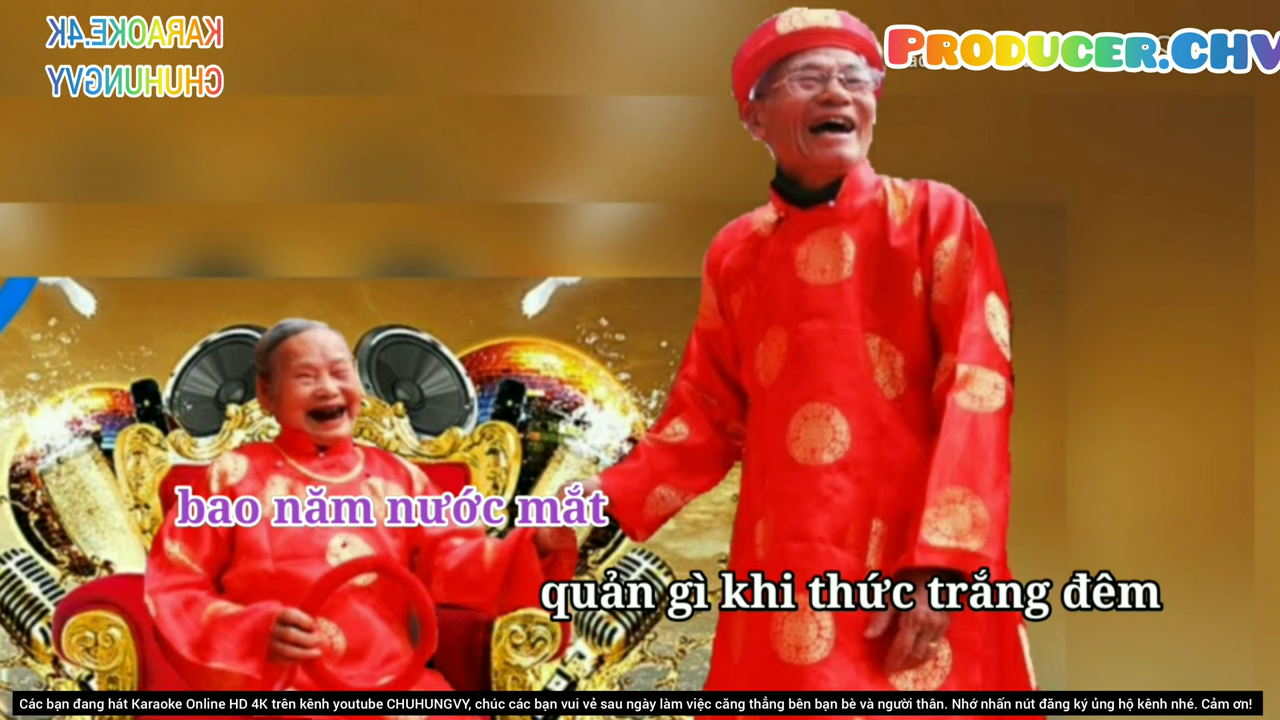 KARAOKE.4K
CHUHUNGVY
PRODUCER.CHV
bao năm nước mắt
quản gì khi thức trắng đêm
Các bạn đang hát Karaoke Online HD 4K trên kênh youtube CHUHUNGVY, chúc các bạn vui vẻ sau ngày làm việc căng thẳng bên bạn bè và người thân. Nhớ nhấn nút đăng ký ủng hộ kênh nhé. Cảm ơn!